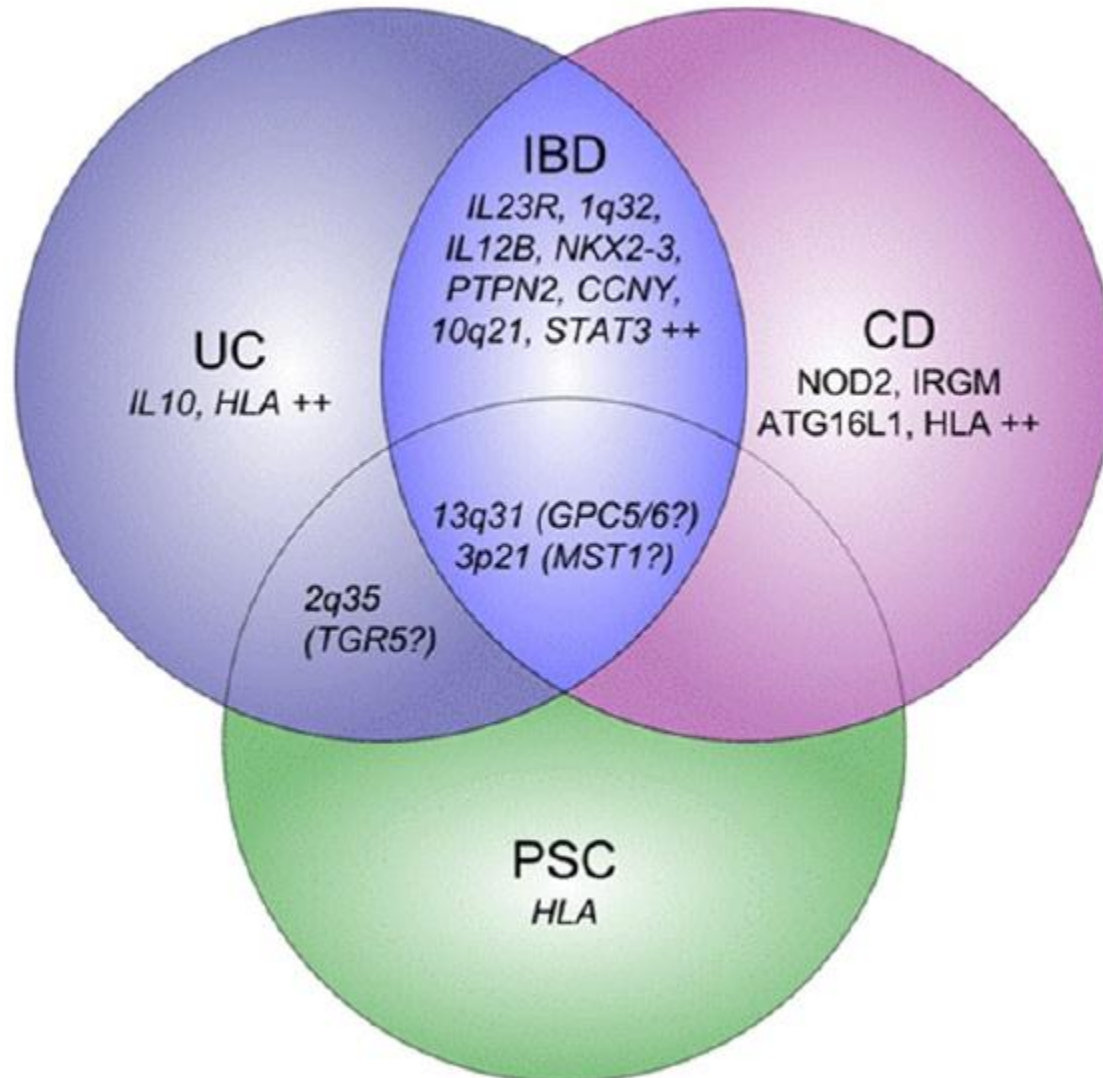 IBD
IL23R, 1q32,
IL12B, NKX2-3,
PTPN2, CCNY,
10q21, STAT3 ++
UC
IL10, HLA ++
CD
NOD2, IRGM
ATG16L1, HLA ++
13q31 (GPC5/6?)
3p21 (MST1?)
2q35
(TGR5?)
PSC
HLA